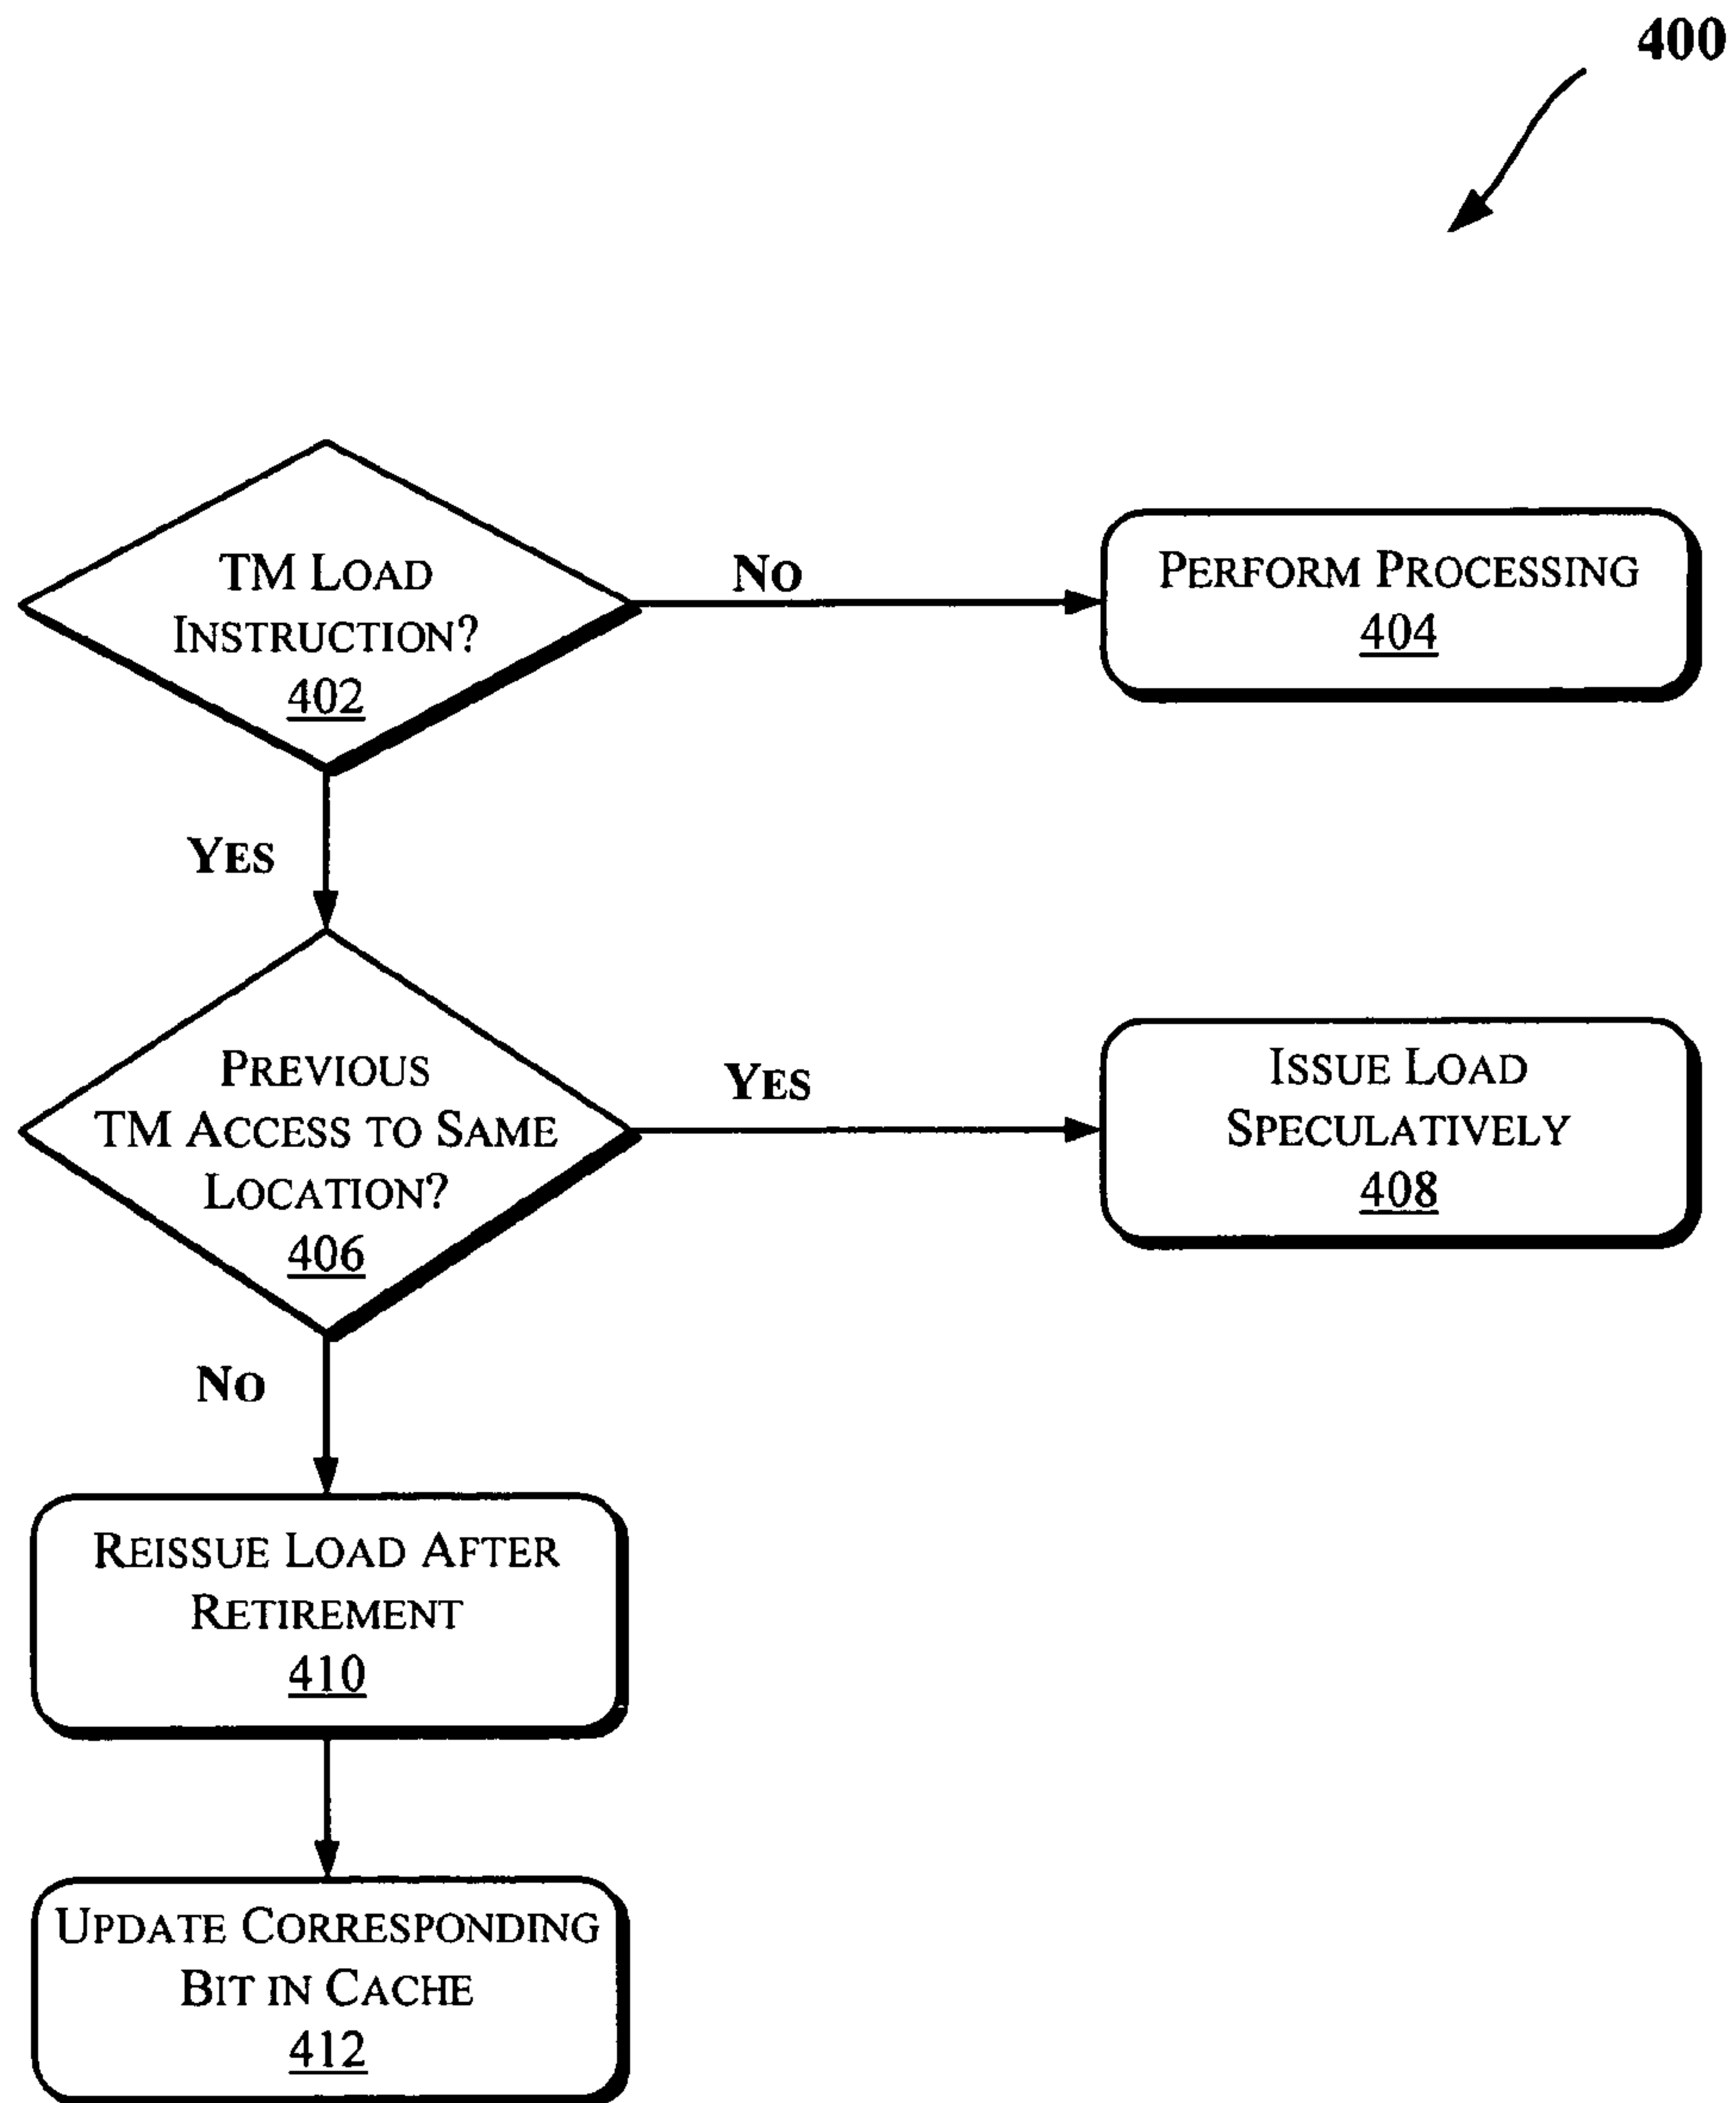 400
TM LOAD
INSTRUCTION?
402
NO
PERFORM PROCESSING
404
YES
PREVIOUS
TM ACCESS TO SAME
LOCATION?
406
YES
ISSUE LOAD
SPECULATIVELY
408
NO
REISSUE LOAD AFTER
RETIREMENT
410
UPDATE CORRESPONDING
BIT IN CACHE
412